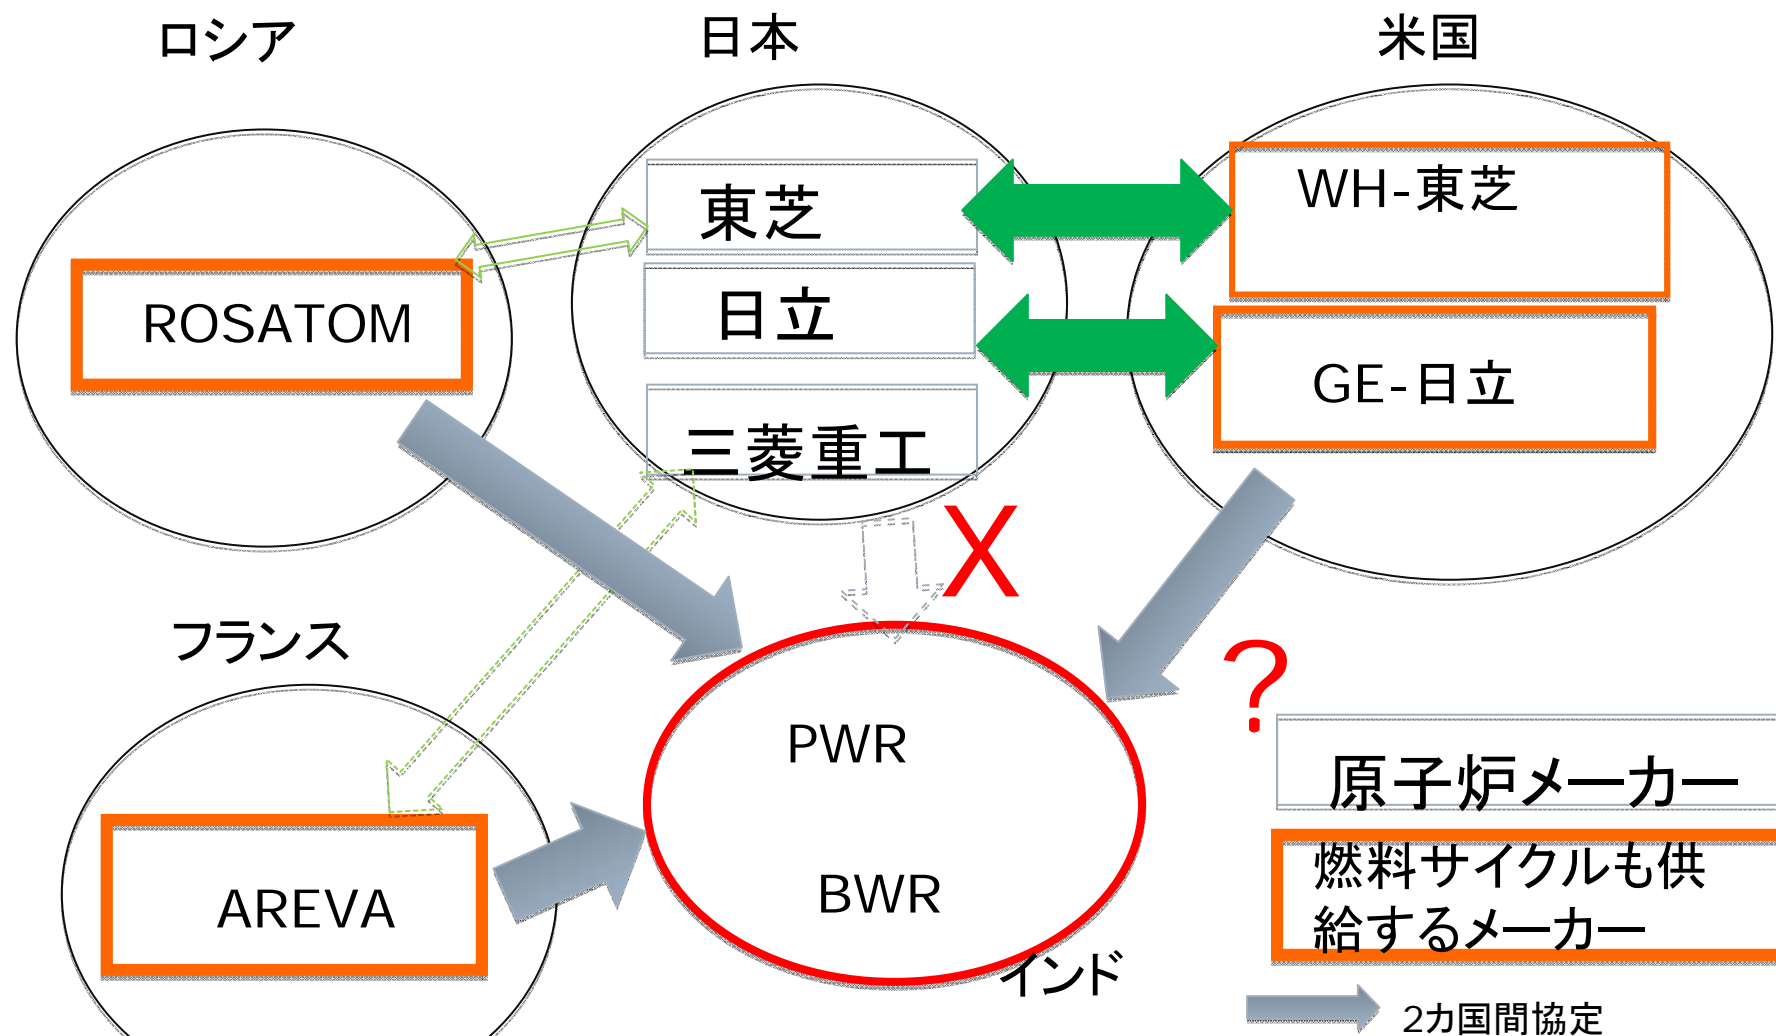 ロシア
日本
米国
東芝
WH-東芝
ROSATOM
日立
GE-日立
三菱重工
X
フランス
?
PWR
原子炉メーカー
燃料サイクルも供
給するメーカー
AREVA
BWR
インド
2カ国間協定